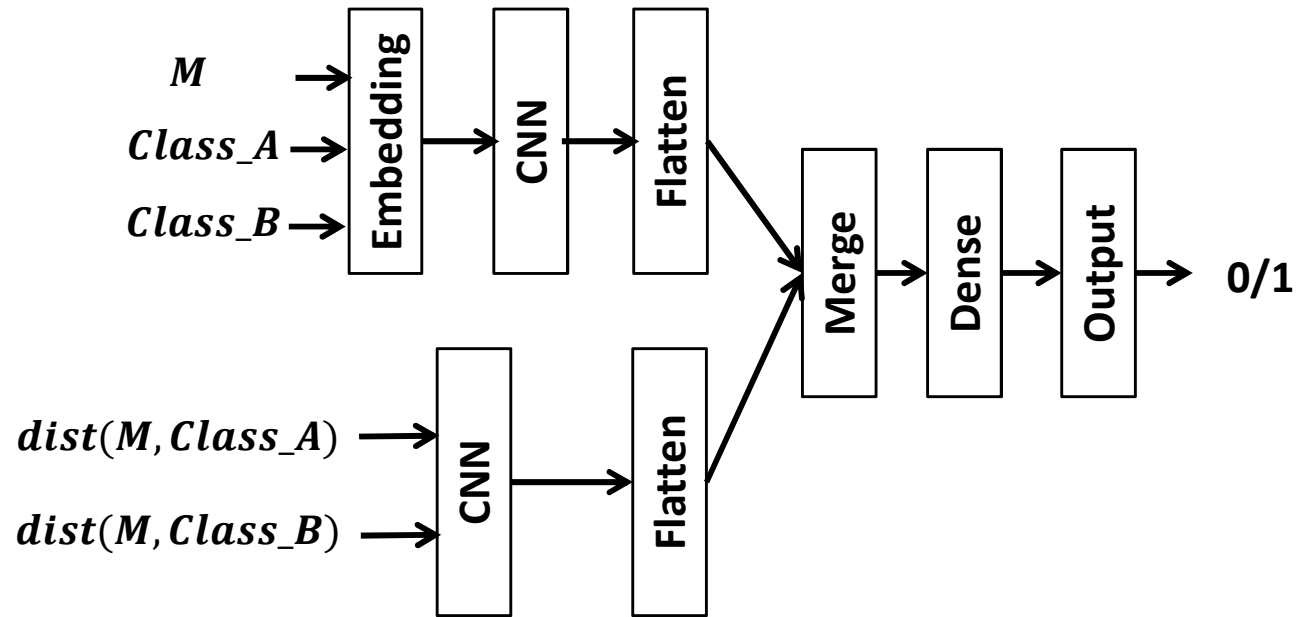 M
Class_A
Class_B
Embedding
CNN
Flatten
dist(M, Class_A)
dist(M, Class_B)
CNN
Flatten
Merge
Dense
Output
0/1